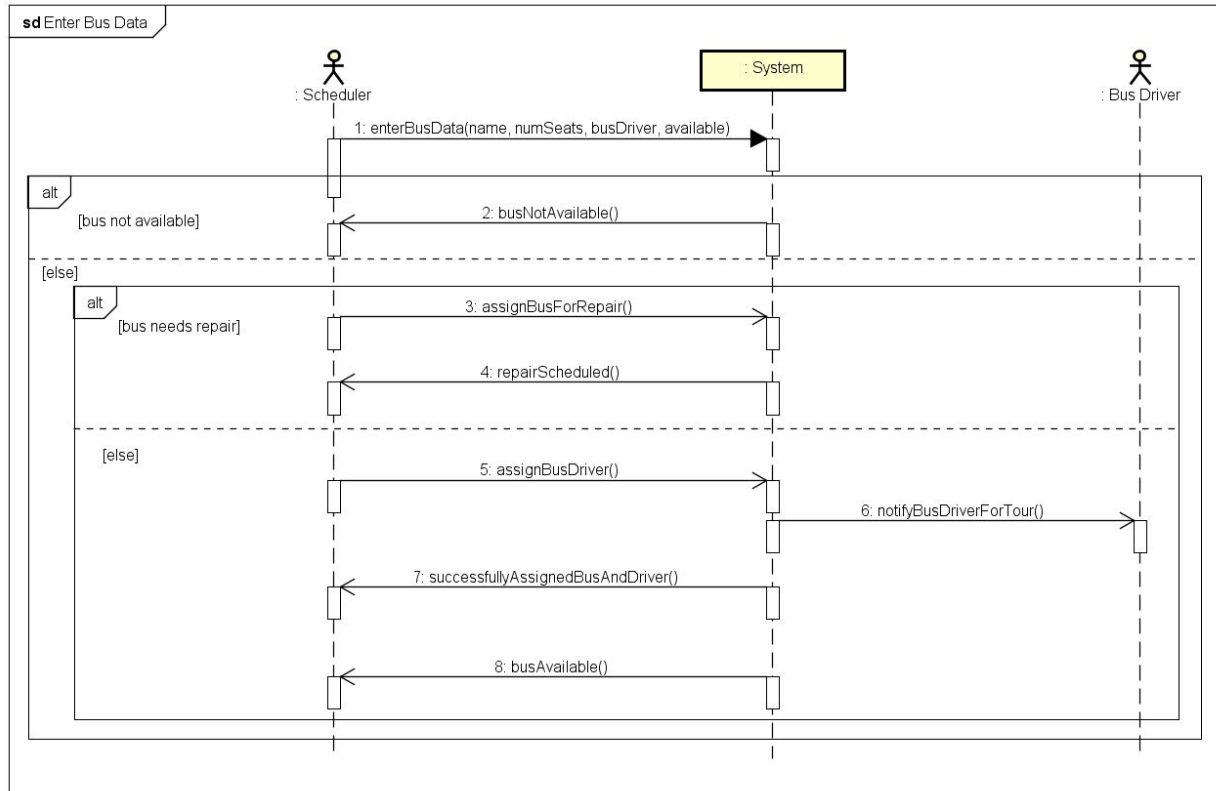 sd Enter Bus Data
: Scheduler
: System
: Bus Driver
1: enterBusData(name, numSeats, busDriver, available)
alt
[bus not available]
2: busNotAvailable()
[else]
alt
[bus needs repair]
3: assignBusForRepair()
4: repairScheduled()
[else]
5: assignBusDriver()
6: notifyBusDriverForTour()
7: successfullyAssignedBusAndDriver()
8: busAvailable()